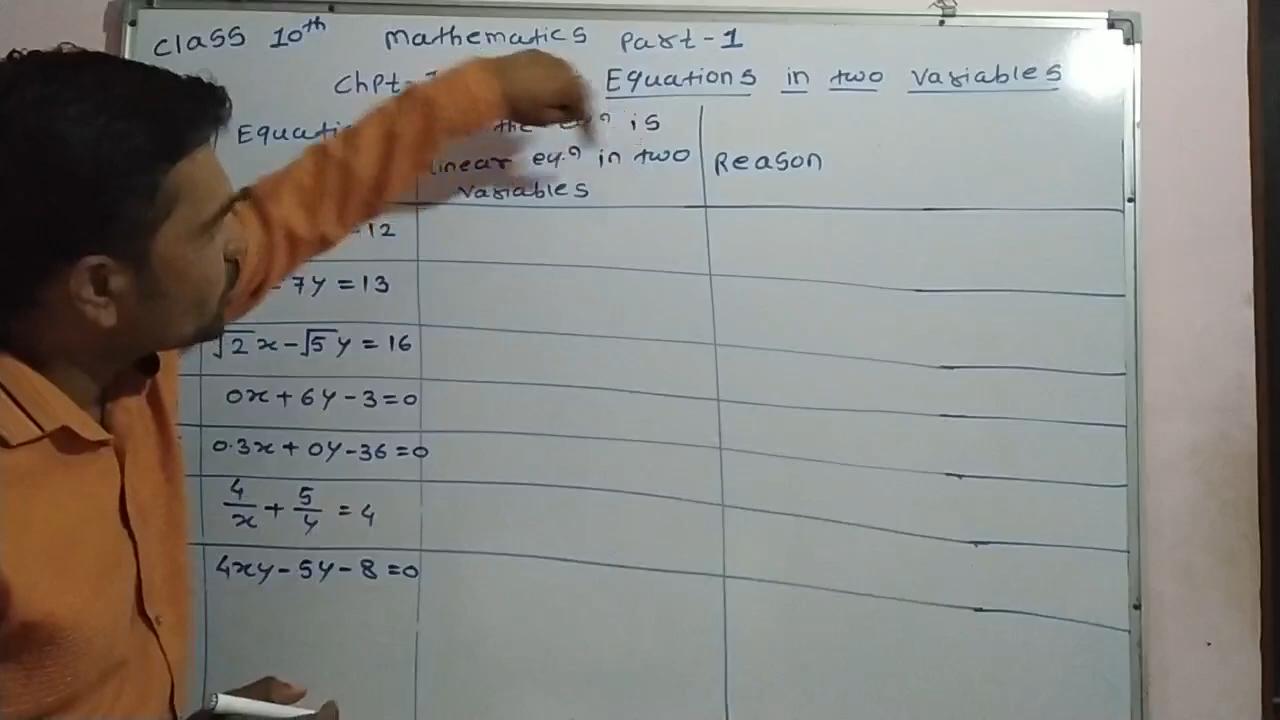 Class 10th Mathematics Part-1
Chpt- Equations in two Variables
the eqn is
linear eqn in two Reason
Variables
=12
7y = 13
√2x - √5y = 16
0x + 6y - 3 = 0
0.3x + 0y - 36 = 0
4/x + 5/y = 4
4xy - 5y - 8 = 0